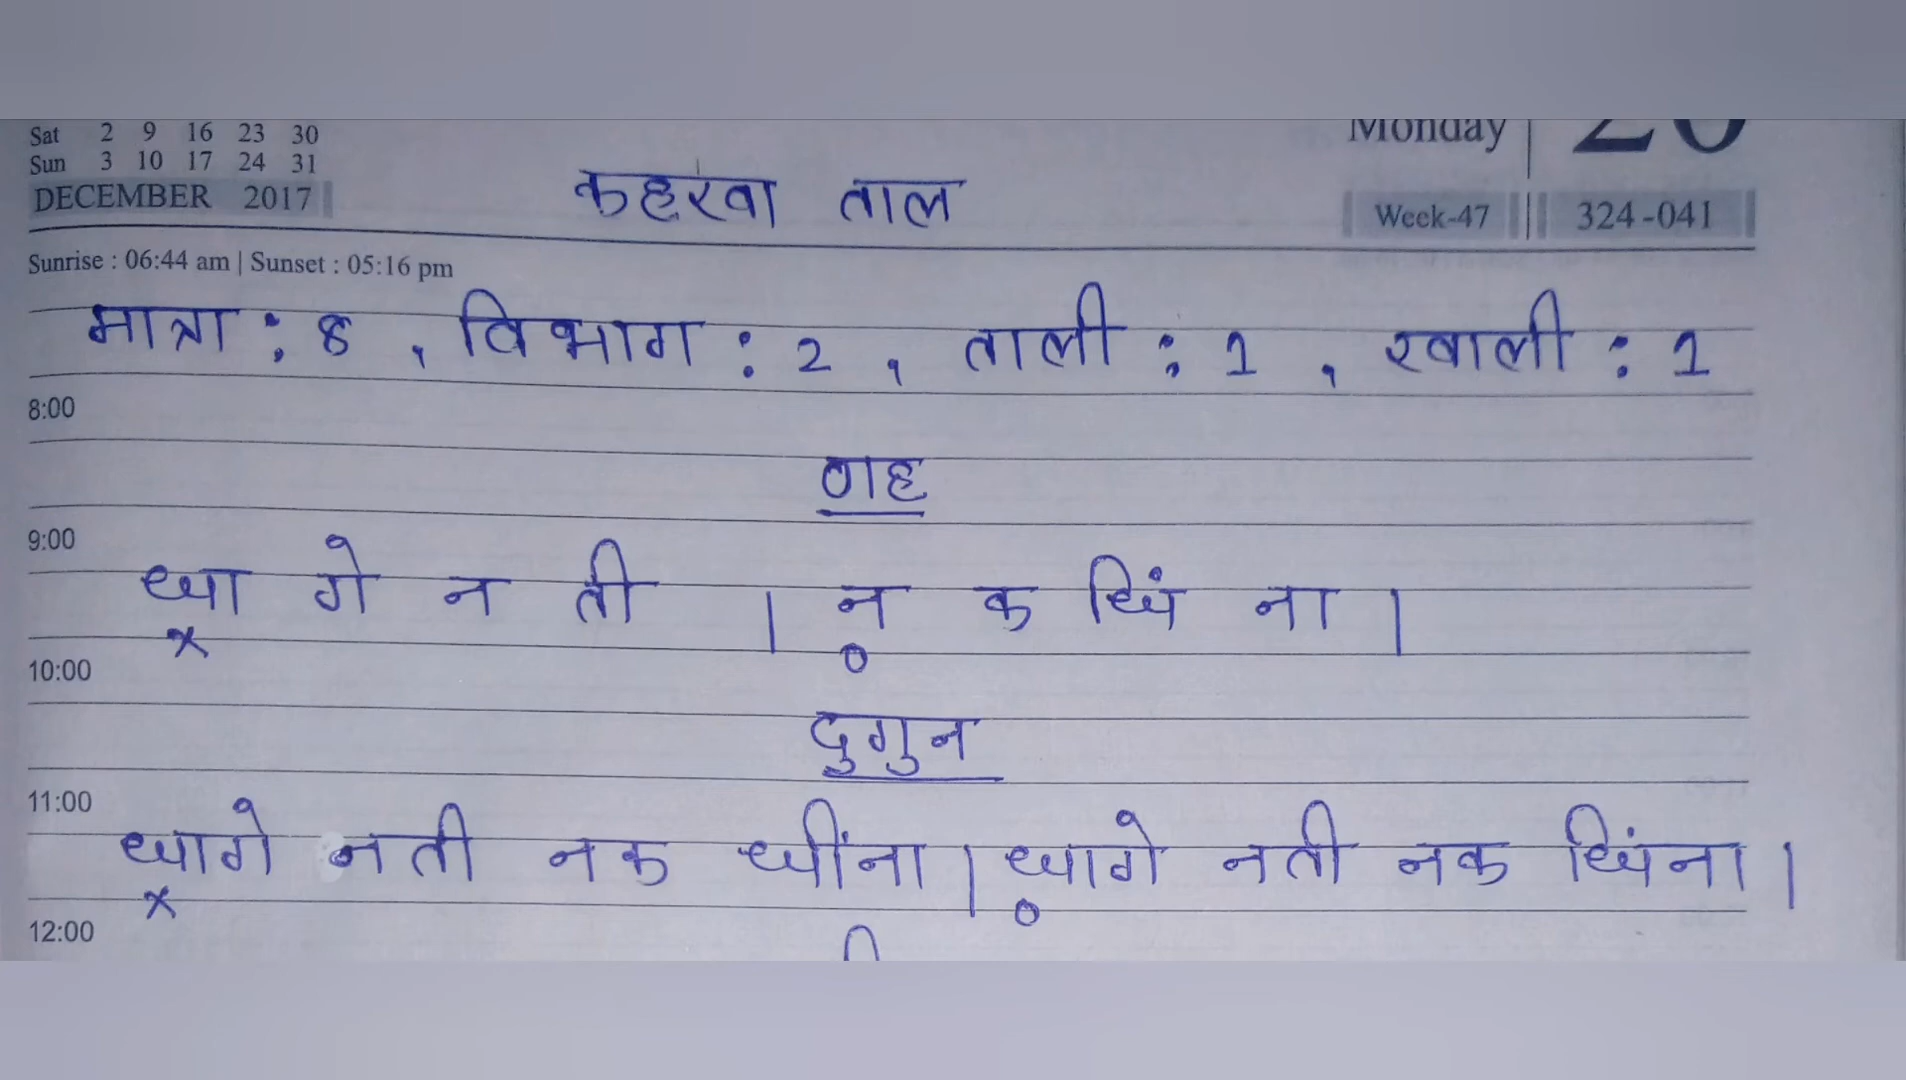 Sat 2 9 16 23 30
Sun 3 10 17 24 31
DECEMBER 2017
Monday 20
कहरवा ताल
Week-47 324-041
Sunrise : 06:44 am | Sunset : 05:16 pm
मात्रा : 8 , विभाग : 2 , ताली : 1 , खाली : 1
8:00
ठाह
9:00
धा गे न ती । न क धिं ना ।
x o
10:00
दुगुन
11:00
धागे नती नक धींना । धागे नती नक धिंना ।
x o
12:00